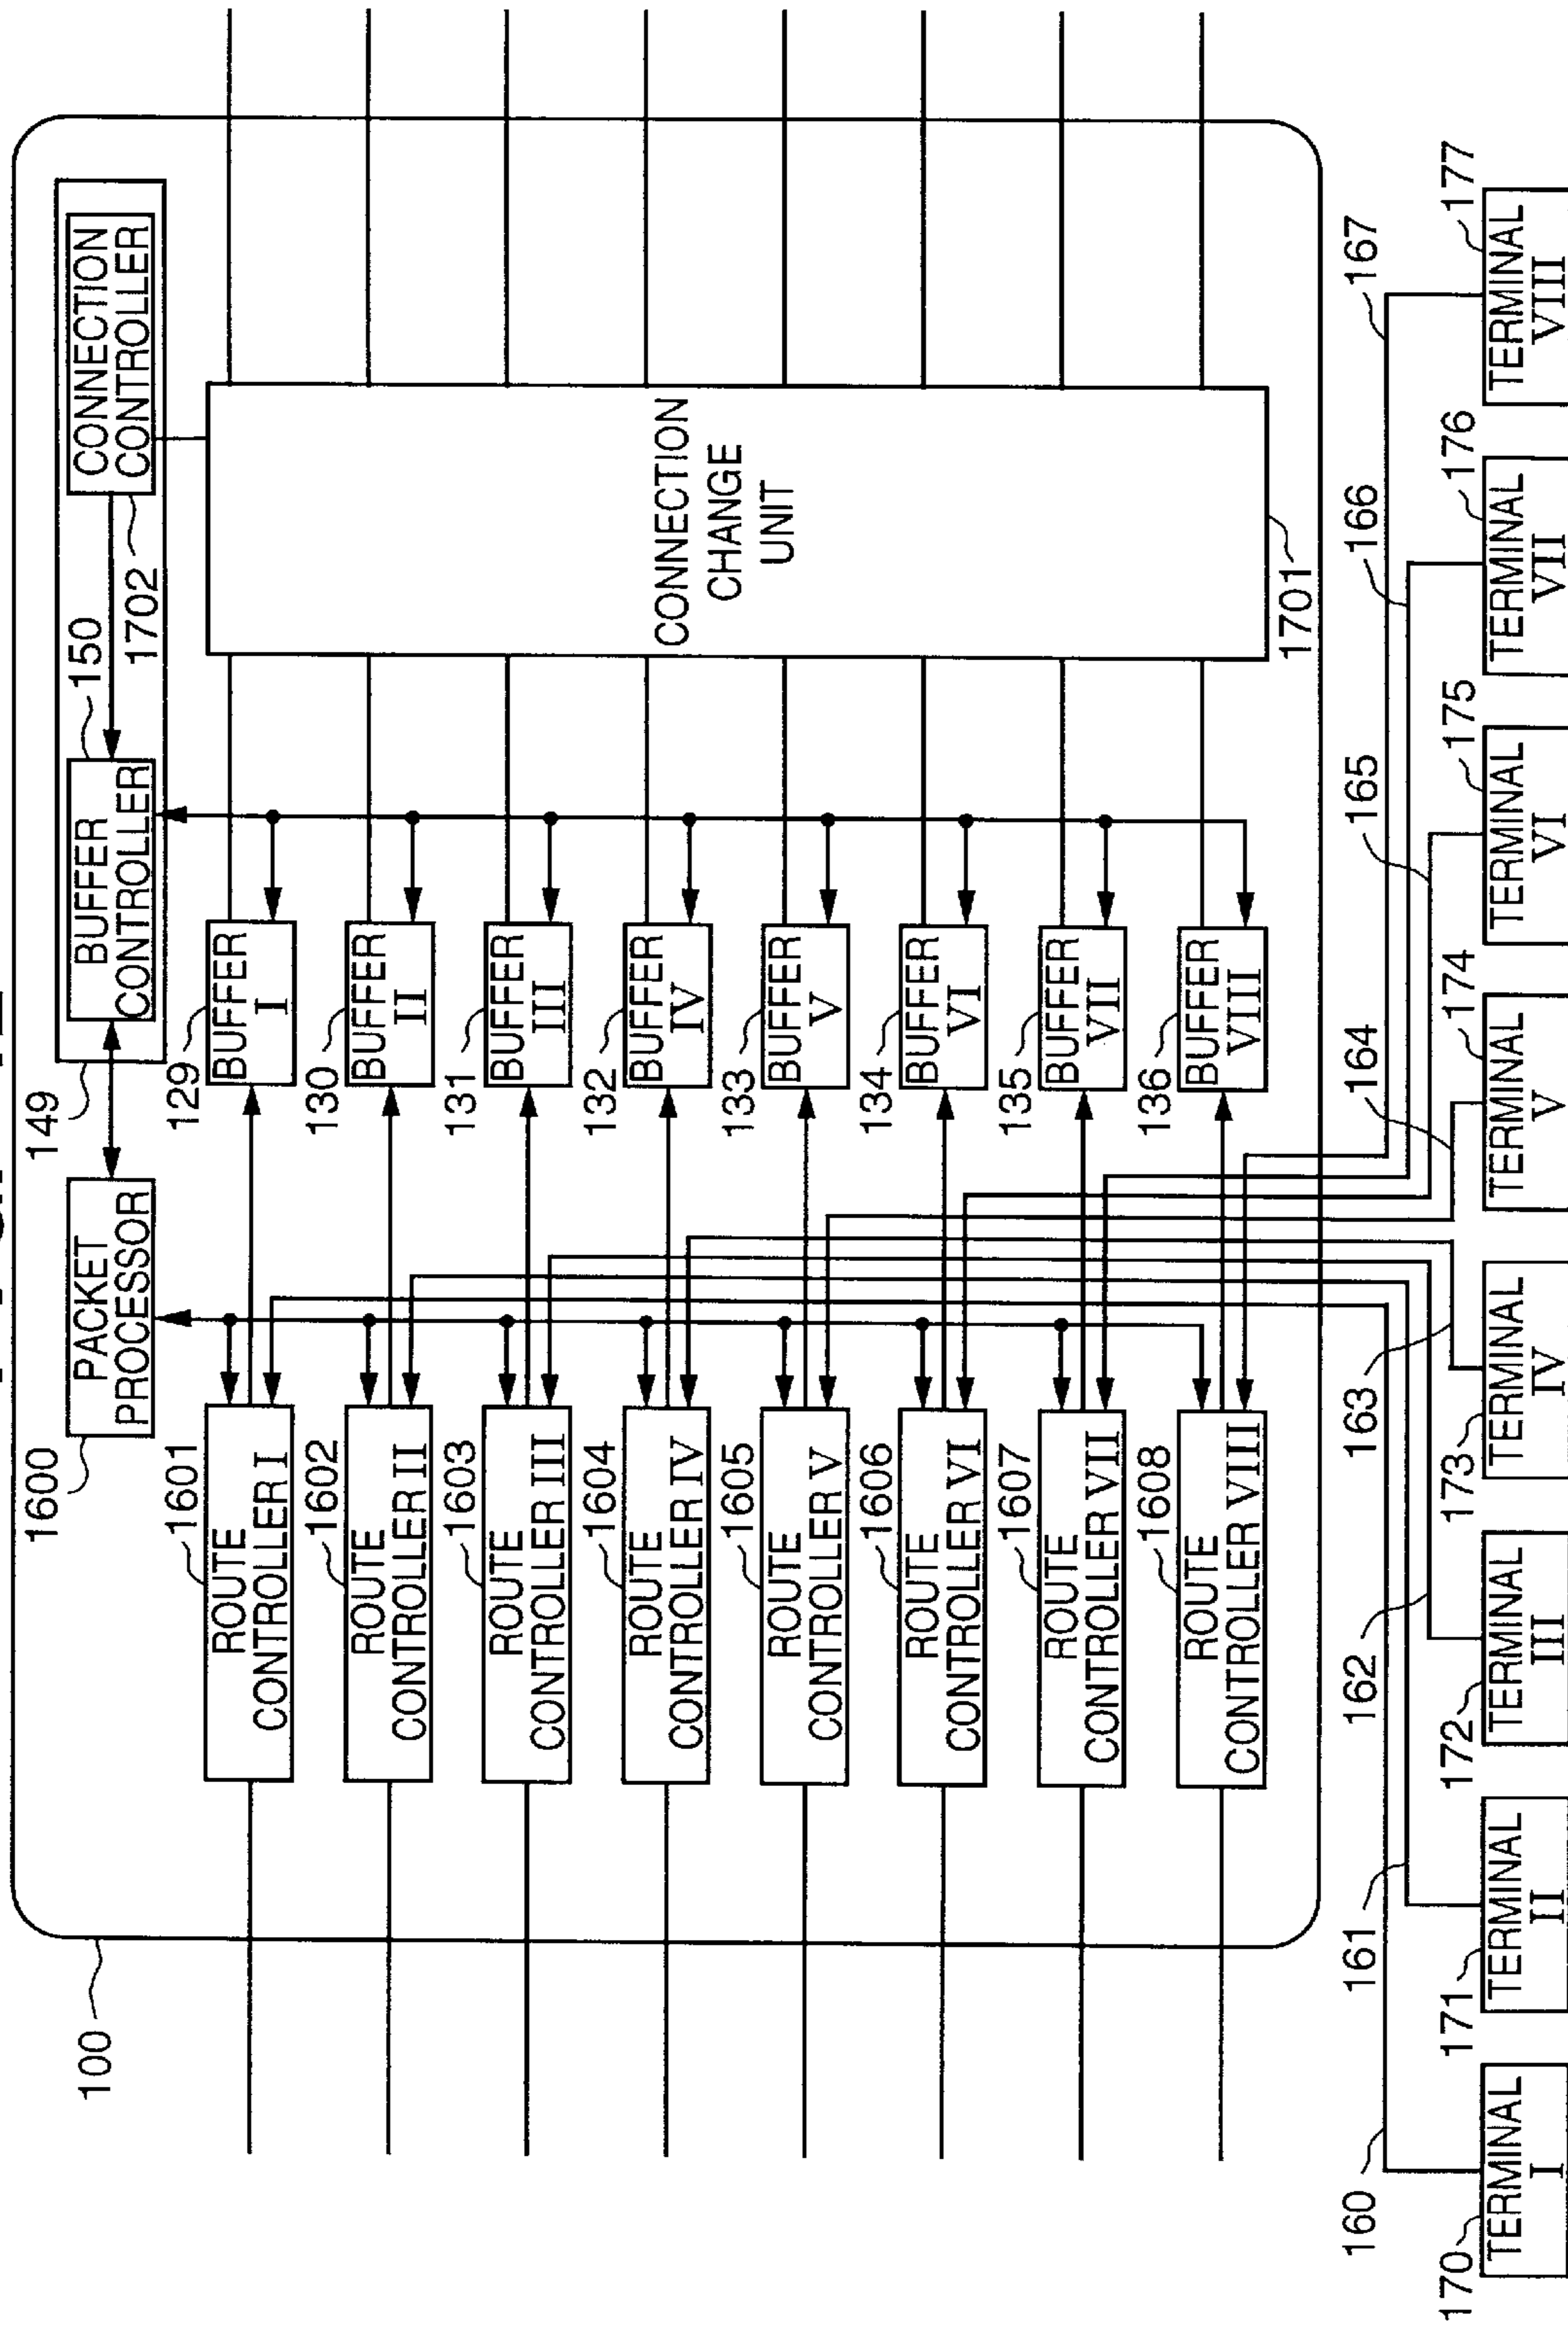 100
1600
PACKET
PROCESSOR
149
BUFFER
CONTROLLER
150
1702
CONNECTION
CONTROLLER
ROUTE
CONTROLLER I
1601
129
BUFFER
I
ROUTE
CONTROLLER II
1602
130
BUFFER
II
ROUTE
CONTROLLER III
1603
131
BUFFER
III
ROUTE
CONTROLLER IV
1604
132
BUFFER
IV
ROUTE
CONTROLLER V
1605
133
BUFFER
V
ROUTE
CONTROLLER VI
1606
134
BUFFER
VI
ROUTE
CONTROLLER VII
1607
135
BUFFER
VII
ROUTE
CONTROLLER VIII
1608
136
BUFFER
VIII
CONNECTION
CHANGE
UNIT
1701
160
161
162
163
164
165
166
167
170
TERMINAL
I
171
TERMINAL
II
172
TERMINAL
III
173
TERMINAL
IV
174
TERMINAL
V
175
TERMINAL
VI
176
TERMINAL
VII
177
TERMINAL
VIII